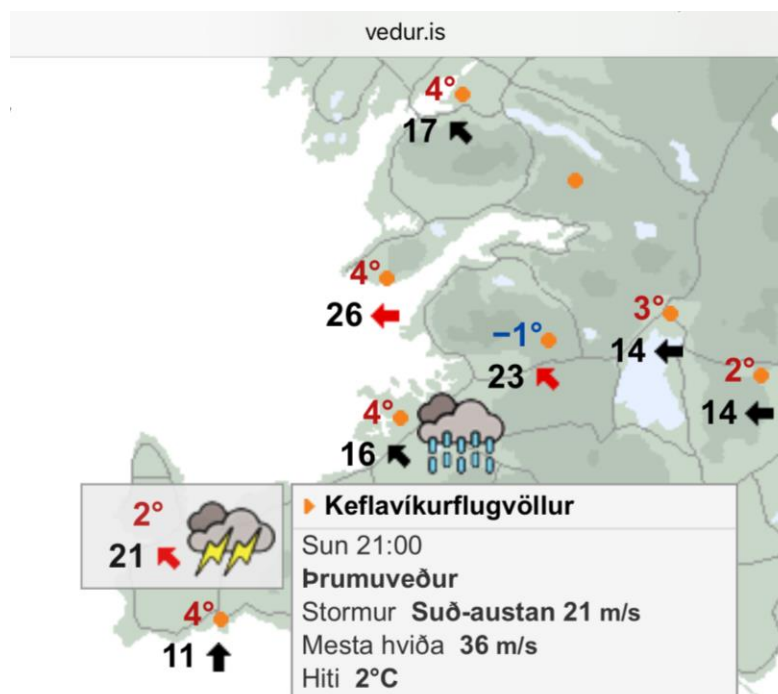 vedur.is
4°
17
4°
26
−1°
23
3°
14
2°
14
4°
16
2°
21
4°
11
Keflavíkurflugvöllur
Sun 21:00
Þrumuveður
Stormur Suð-austan 21 m/s
Mesta hviða 36 m/s
Hiti 2°C